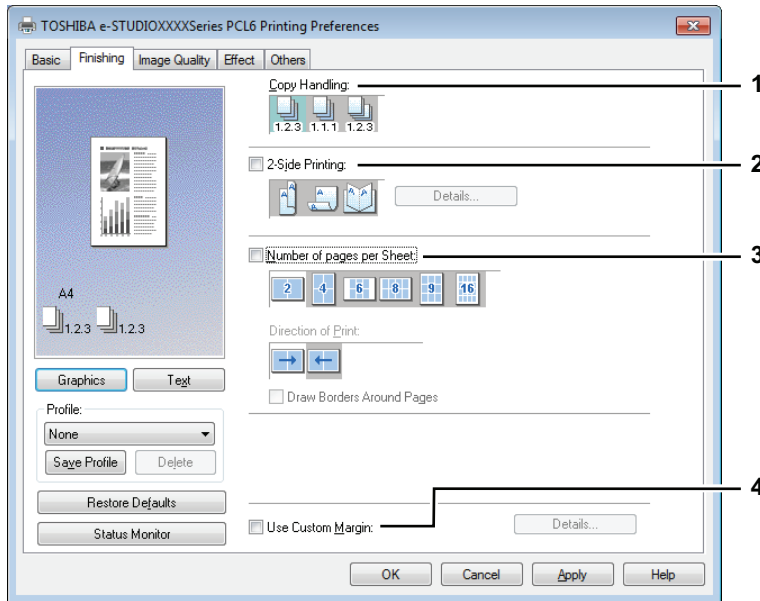 TOSHIBA e-STUDIOXXXXSeries PCL6 Printing Preferences
Basic Finishing Image Quality Effect Others
Copy Handling: 1
1.2.3 1.1.1 1.2.3
2-Side Printing: 2
A A A A
Details...
Number of pages per Sheet: 3
2 4 6 8 9 16
A4
1.2.3 1.2.3
Direction of Print:
Graphics Text
Draw Borders Around Pages
Profile:
None
Save Profile Delete
Restore Defaults
Use Custom Margin: 4
Details...
Status Monitor
OK Cancel Apply Help